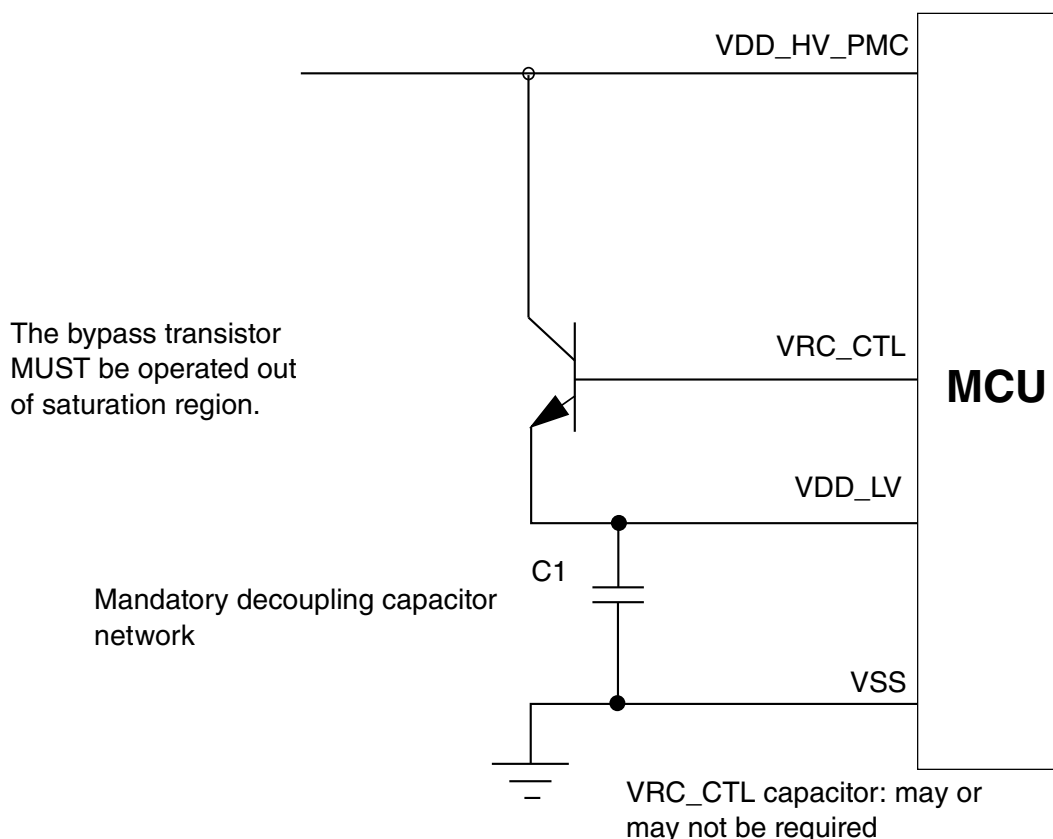 VDD_HV_PMC
The bypass transistor
MUST be operated out
of saturation region.
VRC_CTL
MCU
VDD_LV
C1
Mandatory decoupling capacitor
network
VSS
VRC_CTL capacitor: may or
may not be required